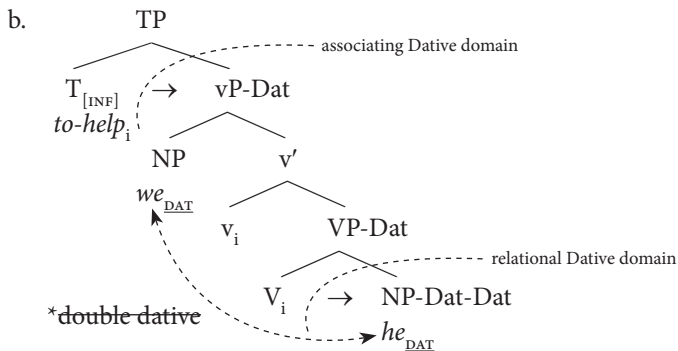 b.
TP
associating Dative domain
T[INF] → vP-Dat
to-helpi
NP v′
weDAT
vi VP-Dat
relational Dative domain
Vi → NP-Dat-Dat
*double dative
heDAT